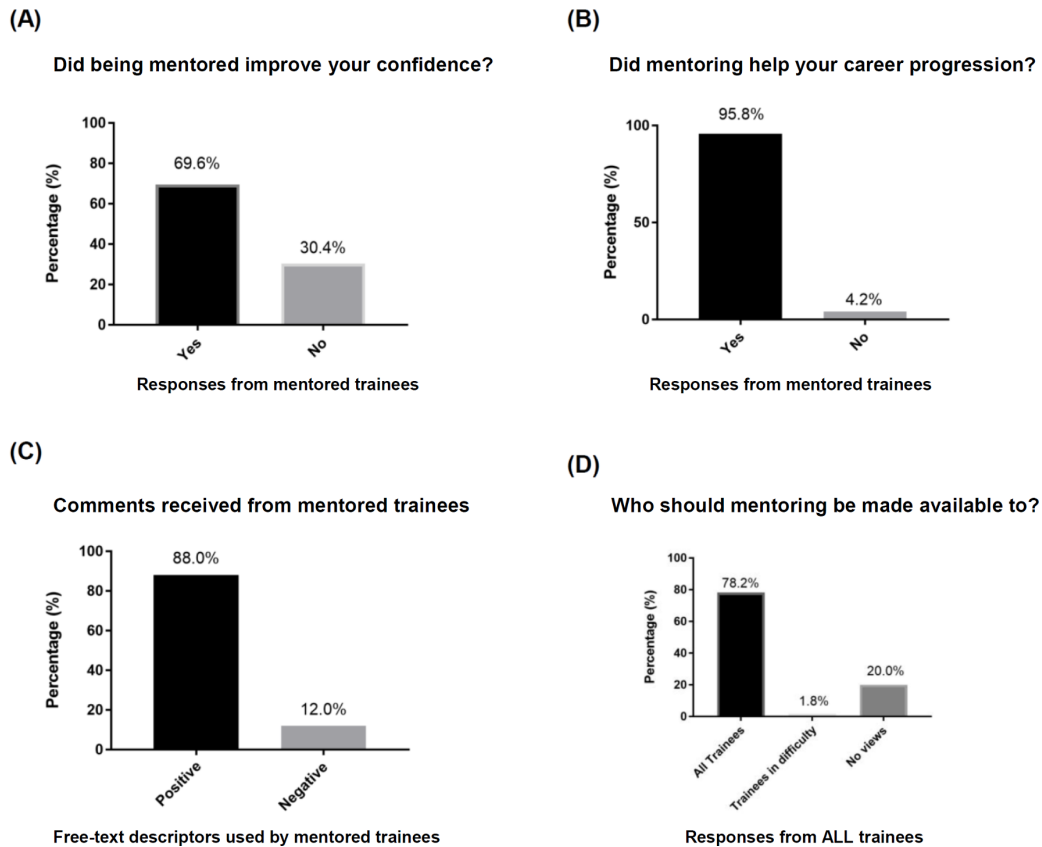 (A)
Did being mentored improve your confidence?
Percentage (%)
100
80
60
40
20
0
69.6%
30.4%
Yes
No
Responses from mentored trainees
(B)
Did mentoring help your career progression?
Percentage (%)
100
50
0
95.8%
4.2%
Yes
No
Responses from mentored trainees
(C)
Comments received from mentored trainees
Percentage (%)
100
80
60
40
20
0
88.0%
12.0%
Positive
Negative
Free-text descriptors used by mentored trainees
(D)
Who should mentoring be made available to?
Percentage (%)
100
80
60
40
20
0
78.2%
1.8%
20.0%
All Trainees
Trainees in difficulty
No views
Responses from ALL trainees